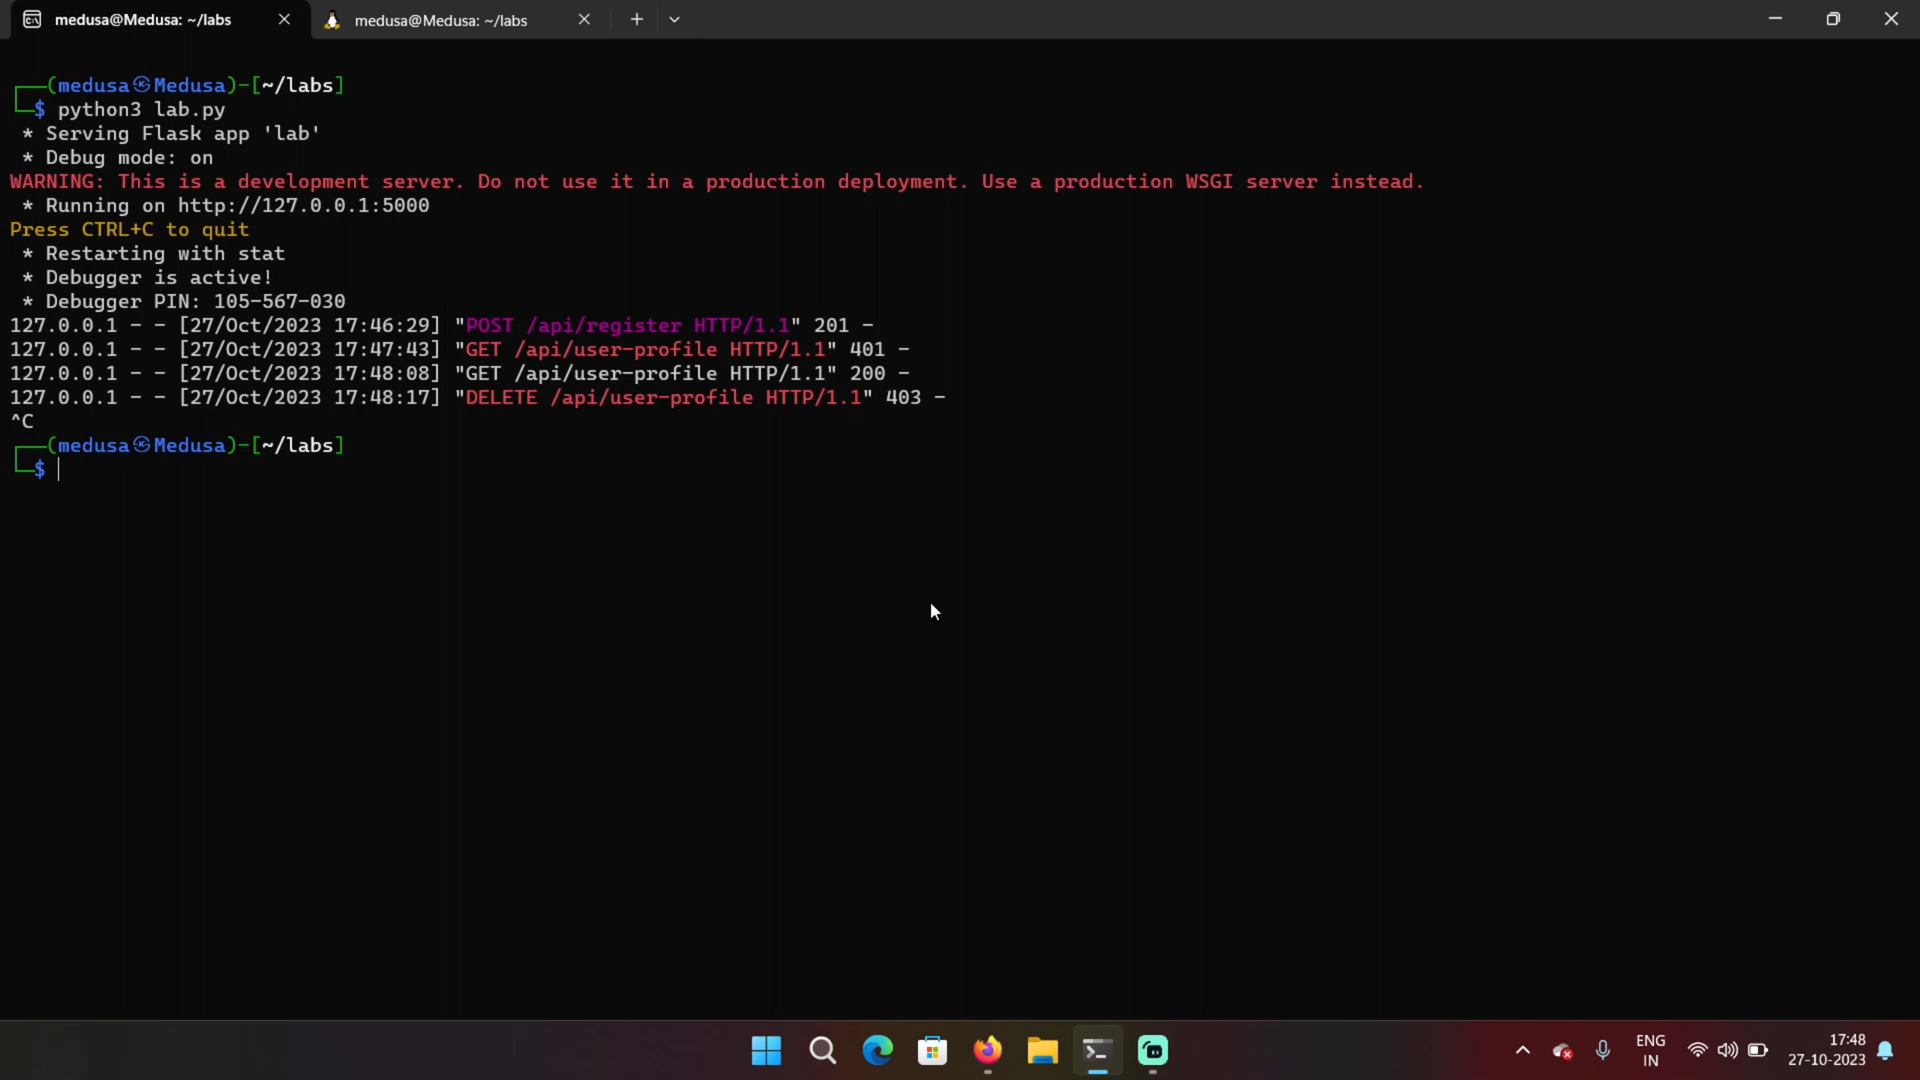 medusa@Medusa: ~/labs
medusa@Medusa: ~/labs
(medusa㉿Medusa)-[~/labs]
$ python3 lab.py
* Serving Flask app 'lab'
* Debug mode: on
WARNING: This is a development server. Do not use it in a production deployment. Use a production WSGI server instead.
* Running on http://127.0.0.1:5000
Press CTRL+C to quit
* Restarting with stat
* Debugger is active!
* Debugger PIN: 105-567-030
127.0.0.1 - - [27/Oct/2023 17:46:29] "POST /api/register HTTP/1.1" 201 -
127.0.0.1 - - [27/Oct/2023 17:47:43] "GET /api/user-profile HTTP/1.1" 401 -
127.0.0.1 - - [27/Oct/2023 17:48:08] "GET /api/user-profile HTTP/1.1" 200 -
127.0.0.1 - - [27/Oct/2023 17:48:17] "DELETE /api/user-profile HTTP/1.1" 403 -
^C
(medusa㉿Medusa)-[~/labs]
$
ENG
IN
17:48
27-10-2023